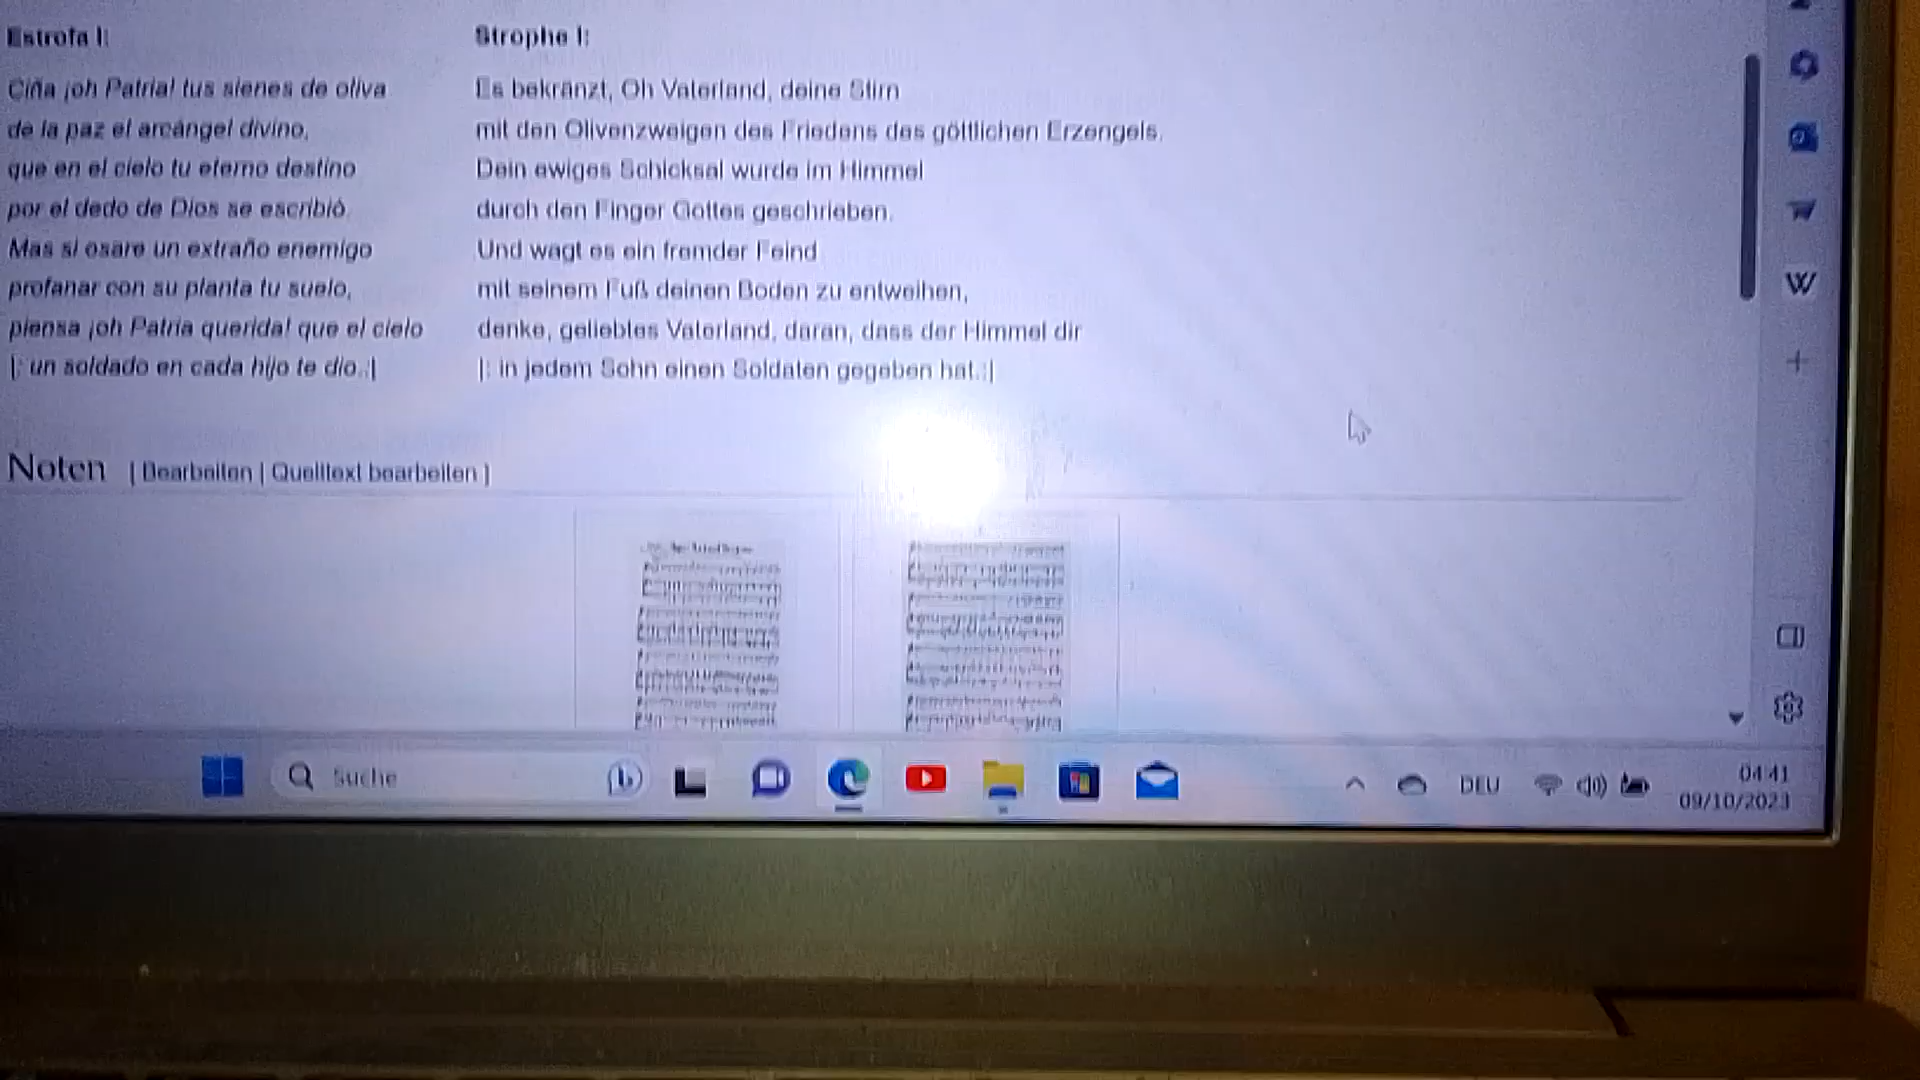 Estrofa I:
Ciña ¡oh Patria! tus sienes de oliva
de la paz el arcángel divino,
que en el cielo tu eterno destino
por el dedo de Dios se escribió.
Mas si osare un extraño enemigo
profanar con su planta tu suelo,
piensa ¡oh Patria querida! que el cielo
|: un soldado en cada hijo te dio.:|
Strophe I:
Es bekränzt, Oh Vaterland, deine Stirn
mit den Olivenzweigen des Friedens des göttlichen Erzengels.
Dein ewiges Schicksal wurde im Himmel
durch den Finger Gottes geschrieben.
Und wagt es ein fremder Feind
mit seinem Fuß deinen Boden zu entweihen,
denke, geliebtes Vaterland, daran, dass der Himmel dir
|: in jedem Sohn einen Soldaten gegeben hat.:|
Noten [ Bearbeiten | Quelltext bearbeiten ]
W
Suche
DEU
04:41
09/10/2023